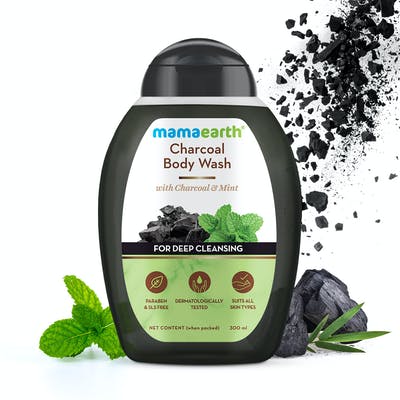 mamaearth®
Charcoal
Body Wash
with Charcoal & Mint
FOR DEEP CLEANSING
PARABEN
& SLS FREE
DERMATOLOGICALLY
TESTED
SUITS ALL
SKIN TYPES
NET CONTENT (when packed) 300 ml